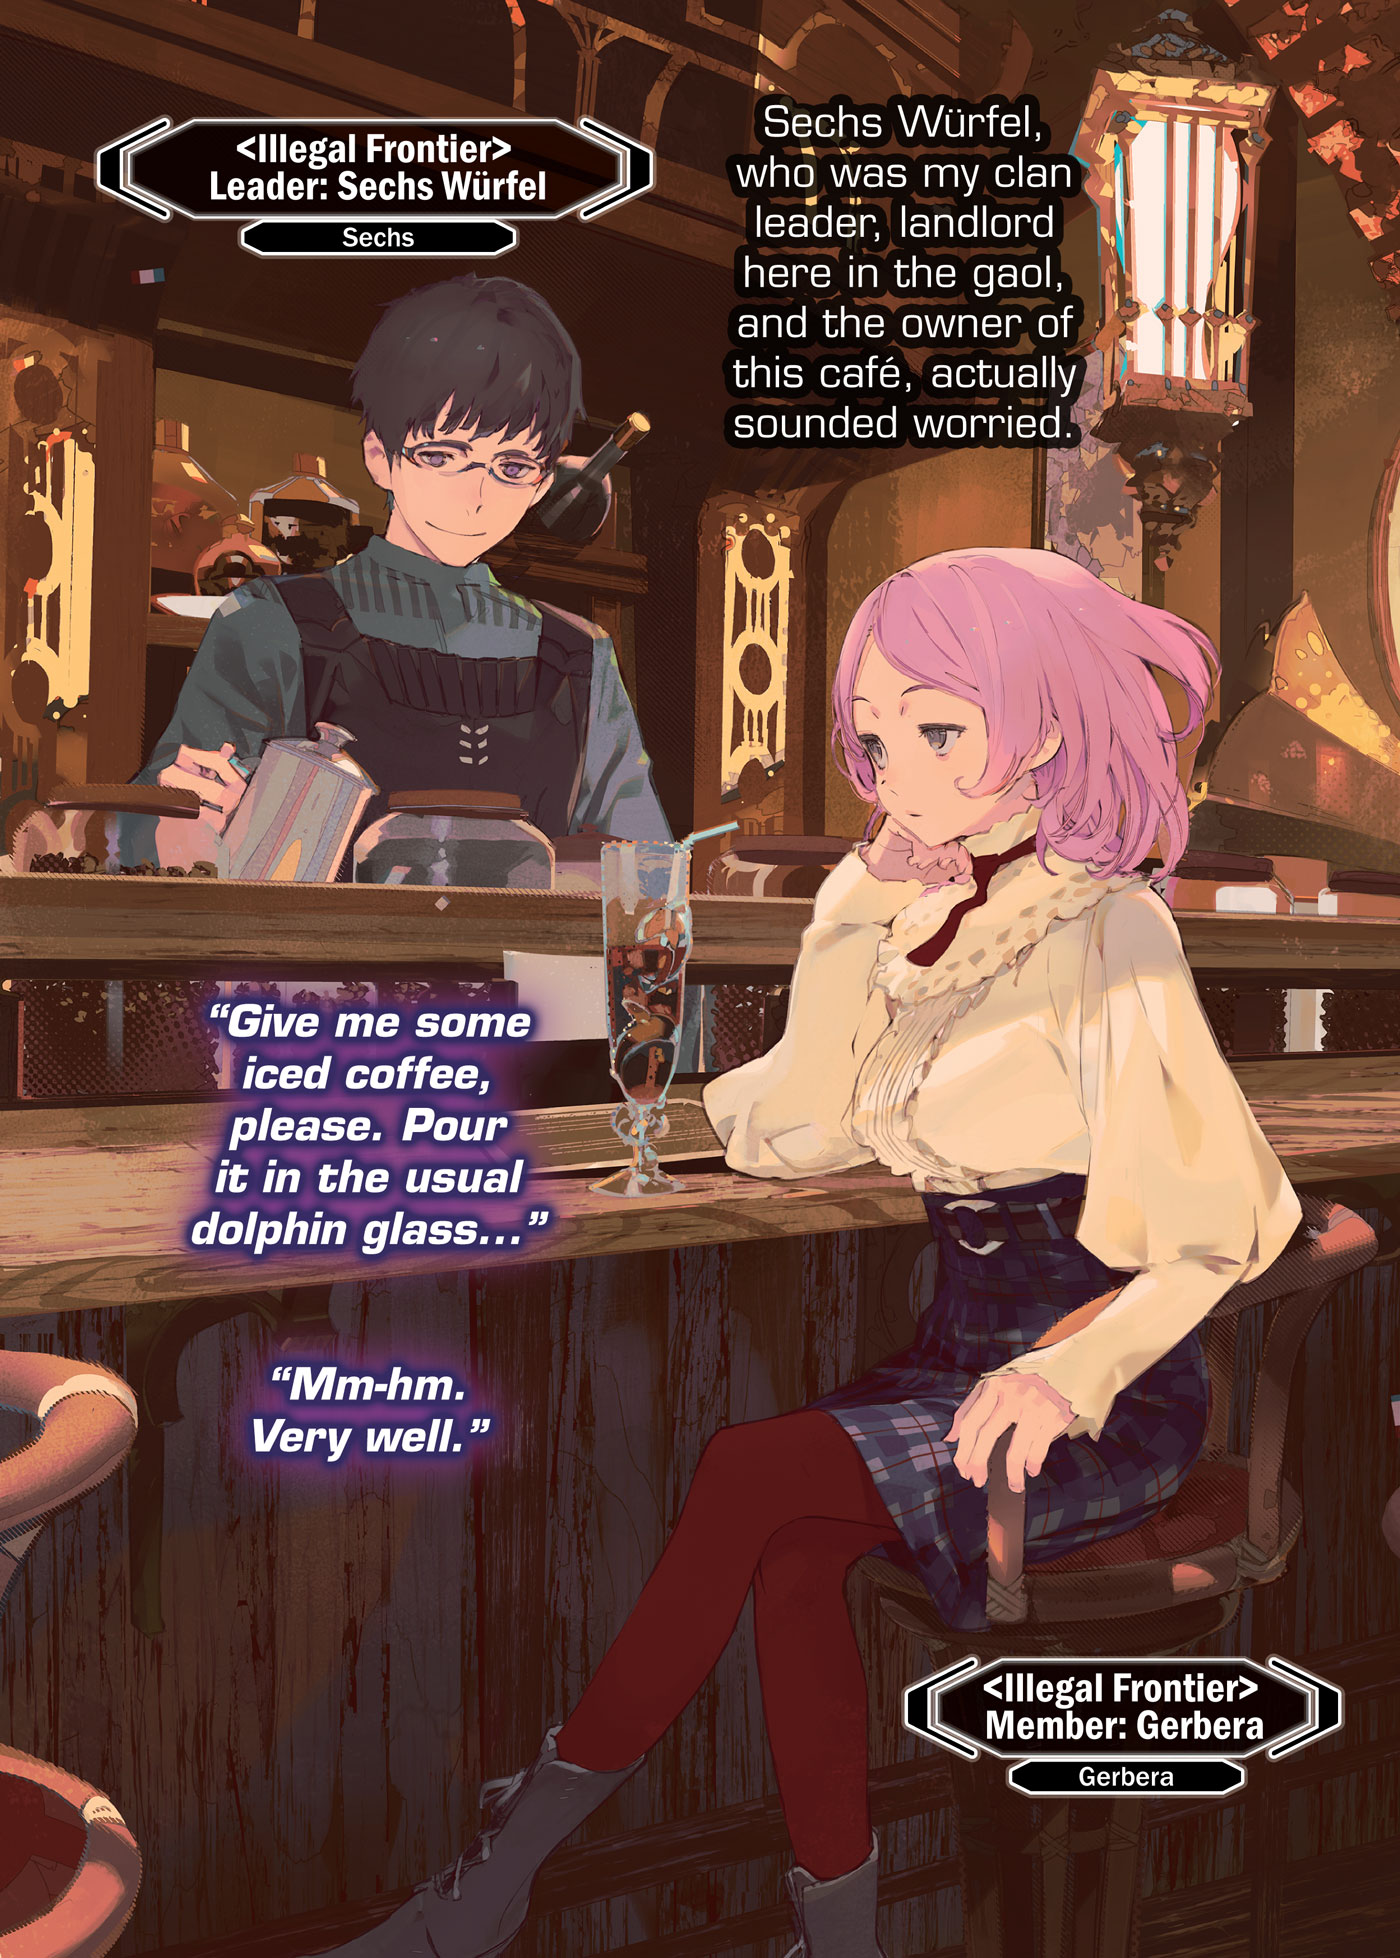 <Illegal Frontier>
Leader: Sechs Würfel
Sechs
Sechs Würfel,
who was my clan
leader, landlord
here in the gaol,
and the owner of
this café, actually
sounded worried.
“Give me some
iced coffee,
please. Pour
it in the usual
dolphin glass…”
“Mm-hm.
Very well.”
<Illegal Frontier>
Member: Gerbera
Gerbera